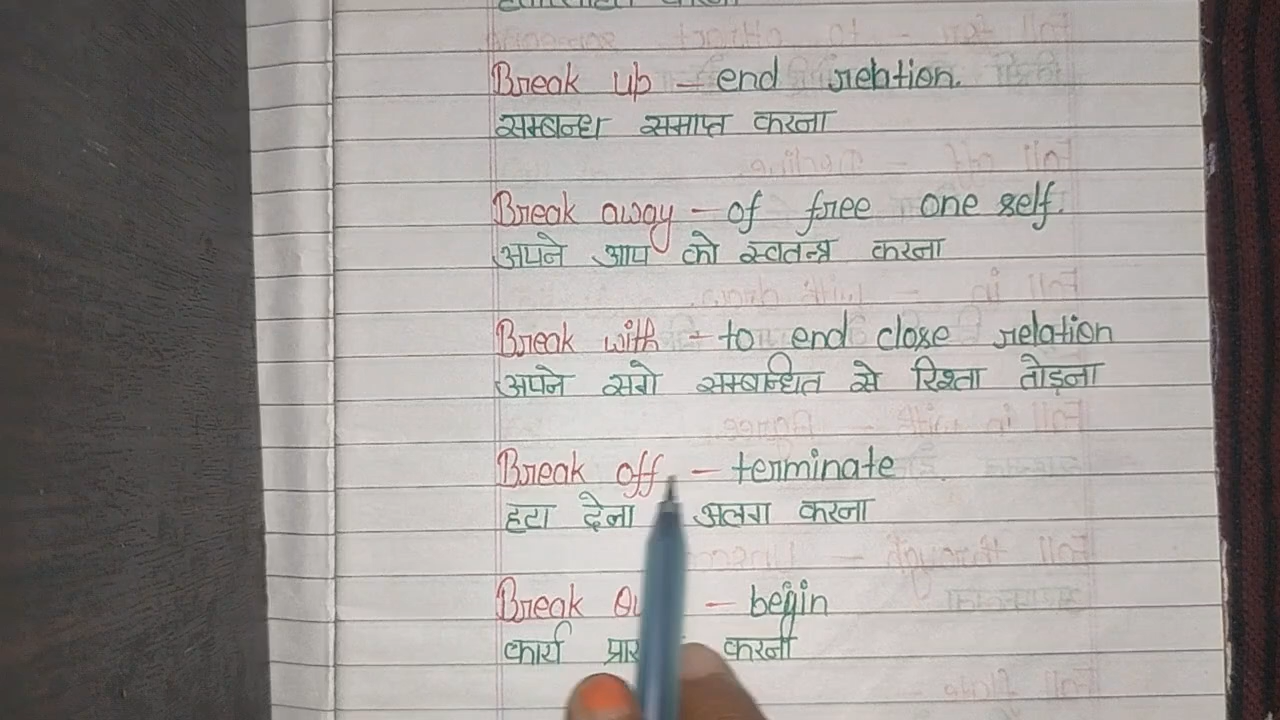 करना
Break up - end relation.
सम्बन्ध समाप्त करना
Break away - of free one self.
अपने आप को स्वतन्त्र करना
Break with - to end close relation
अपने सगे सम्बन्धित से रिश्ता तोड़ना
Break off - terminate
हटा देना अलग करना
Break - begin
कार्य करना